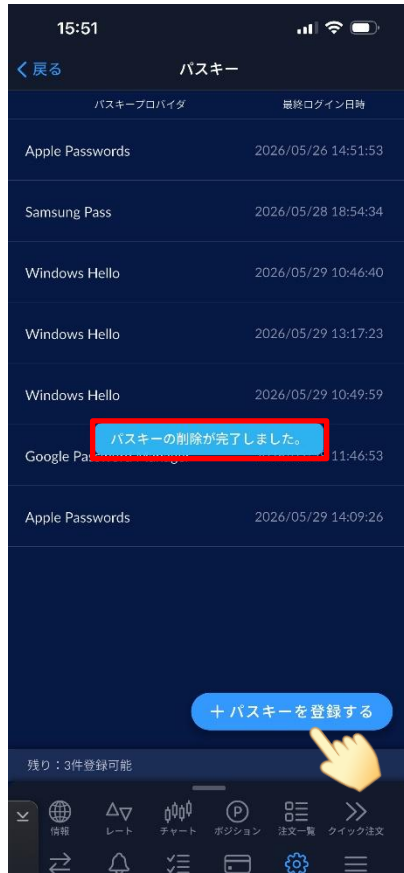 15:51
戻る
パスキー
パスキープロバイダ 最終ログイン日時
Apple Passwords 2026/05/26 14:51:53
Samsung Pass 2026/05/28 18:54:34
Windows Hello 2026/05/29 10:46:40
Windows Hello 2026/05/29 13:17:23
Windows Hello 2026/05/29 10:49:59
パスキーの削除が完了しました。
Google 11:46:53
Apple Passwords 2026/05/29 14:09:26
+ パスキーを登録する
残り：3件登録可能
情報 レート チャート ポジション 注文一覧 クイック注文